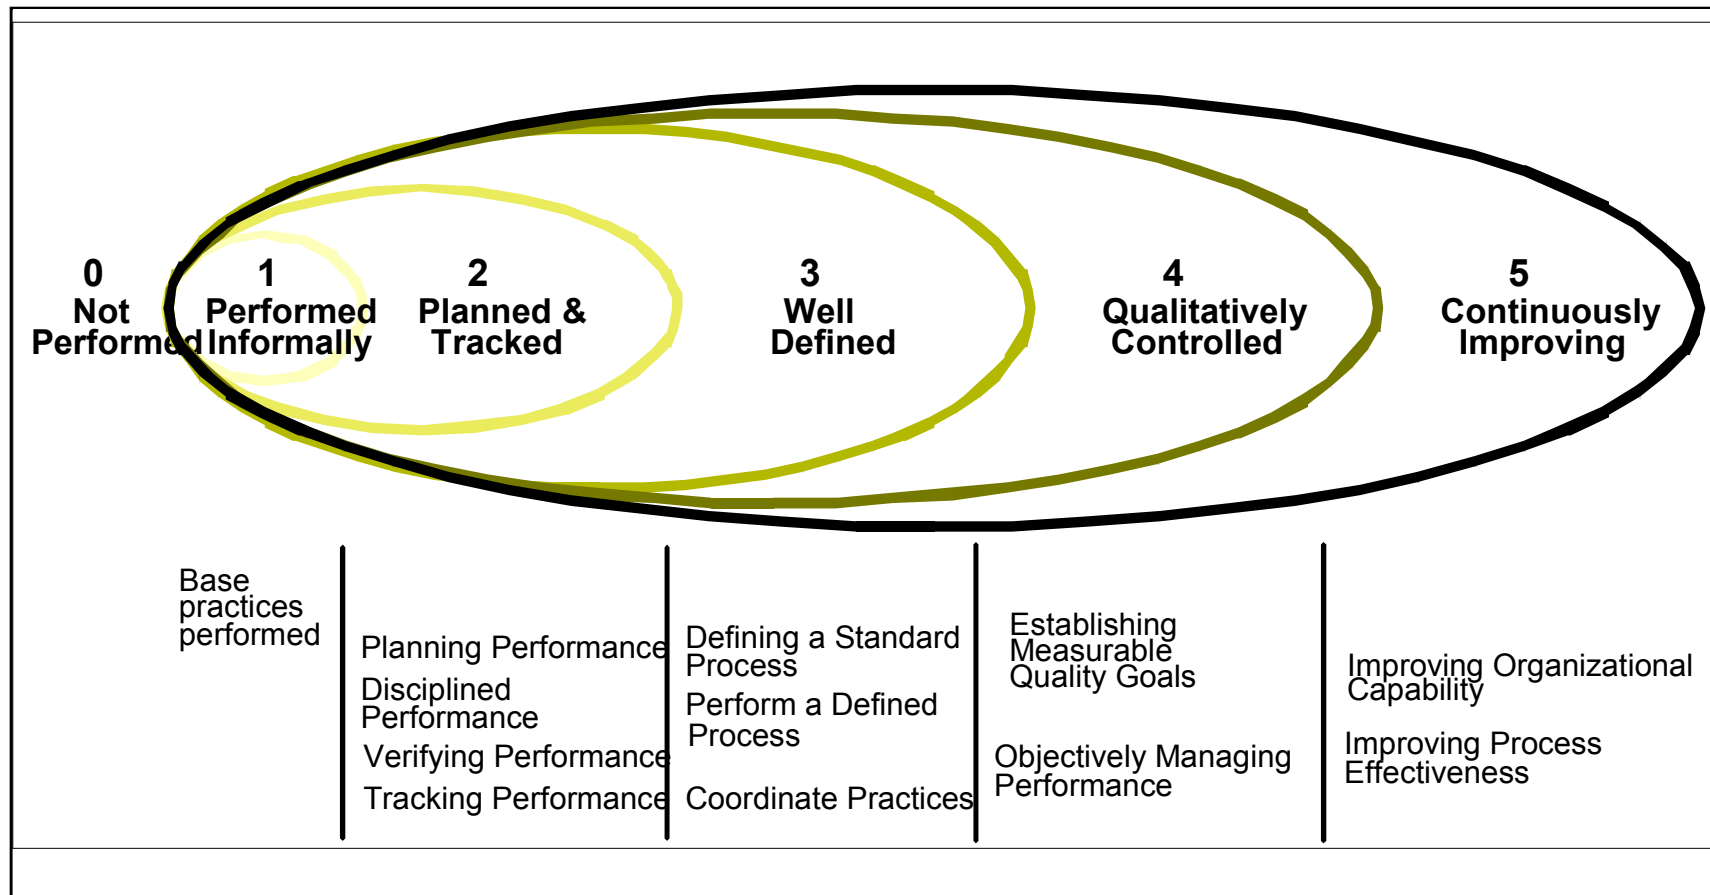 0
Not
Performed
1
Performed
Informally
2
Planned &
Tracked
3
Well
Defined
4
Qualitatively
Controlled
5
Continuously
Improving
Base
practices
performed
Planning Performance
Disciplined
Performance
Verifying Performance
Tracking Performance
Defining a Standard
Process
Perform a Defined
Process
Coordinate Practices
Establishing
Measurable
Quality Goals
Objectively Managing
Performance
Improving Organizational
Capability
Improving Process
Effectiveness